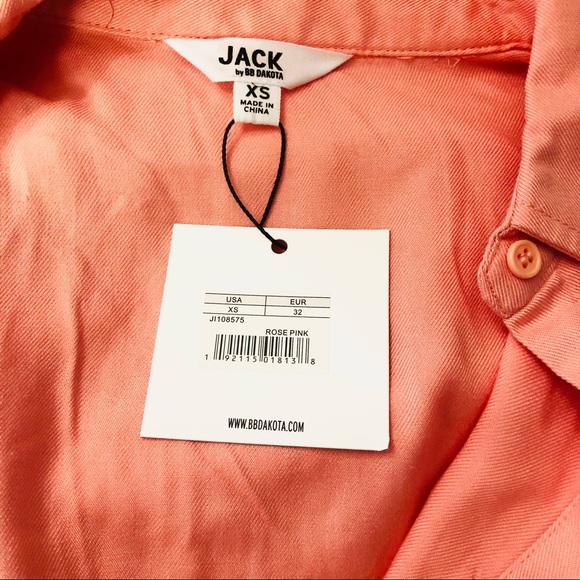 JACK
by BB DAKOTA
XS
MADE IN
CHINA
USA EUR
XS 32
JI108575
ROSE PINK
1 92115 01813 8
WWW.BBDAKOTA.COM